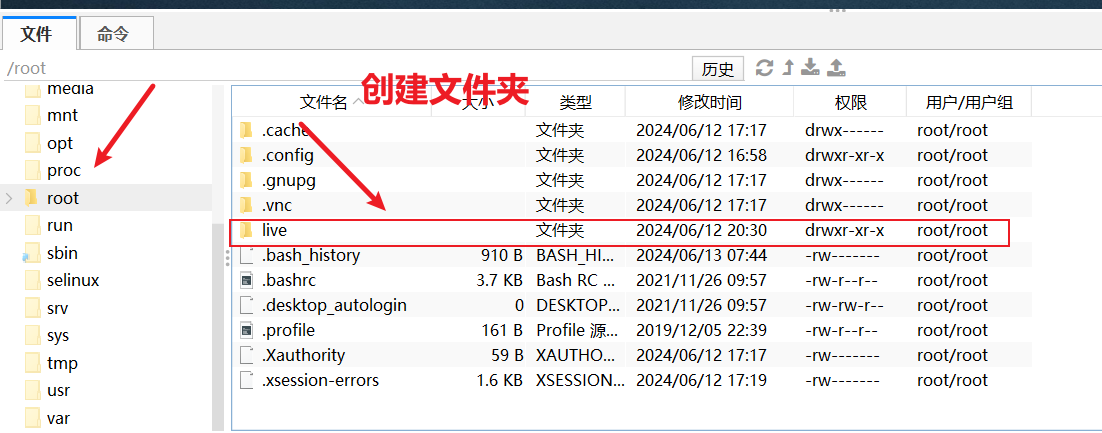 文件 命令
/root 历史
创建文件夹
文件名 大小 类型 修改时间 权限 用户/用户组
media
mnt
opt
proc
root
run
sbin
selinux
srv
sys
tmp
usr
var
.cache 文件夹 2024/06/12 17:17 drwx------ root/root
.config 文件夹 2024/06/12 16:58 drwxr-xr-x root/root
.gnupg 文件夹 2024/06/12 17:17 drwx------ root/root
.vnc 文件夹 2024/06/12 17:17 drwx------ root/root
live 文件夹 2024/06/12 20:30 drwxr-xr-x root/root
.bash_history 910 B BASH_HI... 2024/06/13 07:44 -rw------- root/root
.bashrc 3.7 KB Bash RC ... 2021/11/26 09:57 -rw-r--r-- root/root
.desktop_autologin 0 DESKTOP... 2021/11/26 09:57 -rw-rw-r-- root/root
.profile 161 B Profile 源... 2019/12/05 22:39 -rw-r--r-- root/root
.Xauthority 59 B XAUTHO... 2024/06/12 17:17 -rw------- root/root
.xsession-errors 1.6 KB XSESSION... 2024/06/12 17:19 -rw------- root/root